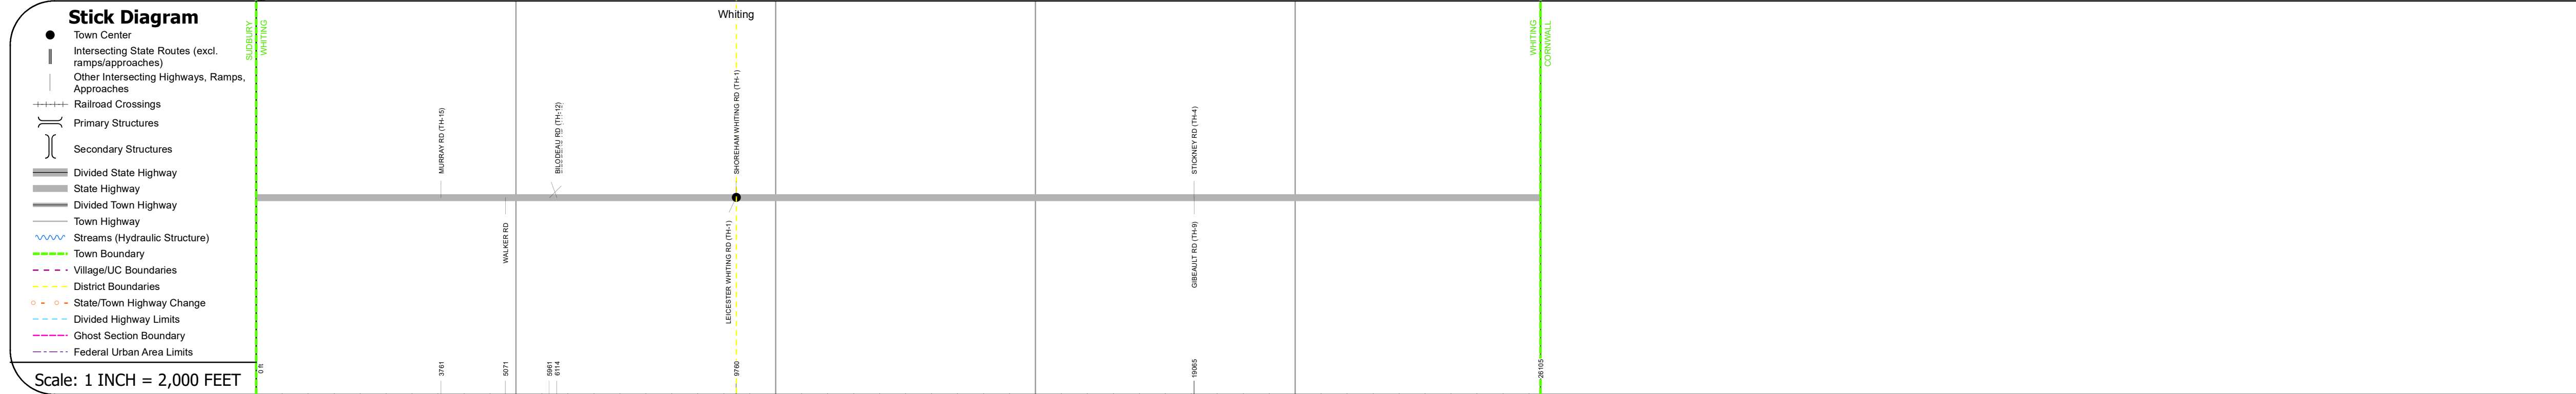 Stick Diagram
Town Center
Intersecting State Routes (excl.
ramps/approaches)
Other Intersecting Highways, Ramps,
Approaches
Railroad Crossings
Primary Structures
Secondary Structures
Divided State Highway
State Highway
Divided Town Highway
Town Highway
Streams (Hydraulic Structure)
Town Boundary
Village/UC Boundaries
District Boundaries
State/Town Highway Change
Divided Highway Limits
Ghost Section Boundary
Federal Urban Area Limits
Scale: 1 INCH = 2,000 FEET
SUDBURY
WHITING
Whiting
WHITING
CORNWALL
MURRAY RD (TH-15)
BILODEAU RD (TH-12)
SHOREHAM WHITING RD (TH-1)
STICKNEY RD (TH-4)
WALKER RD
LEICESTER WHITING RD (TH-1)
GIBEAULT RD (TH-9)
0 ft
3761
5071
5961
6114
9760
19065
26105